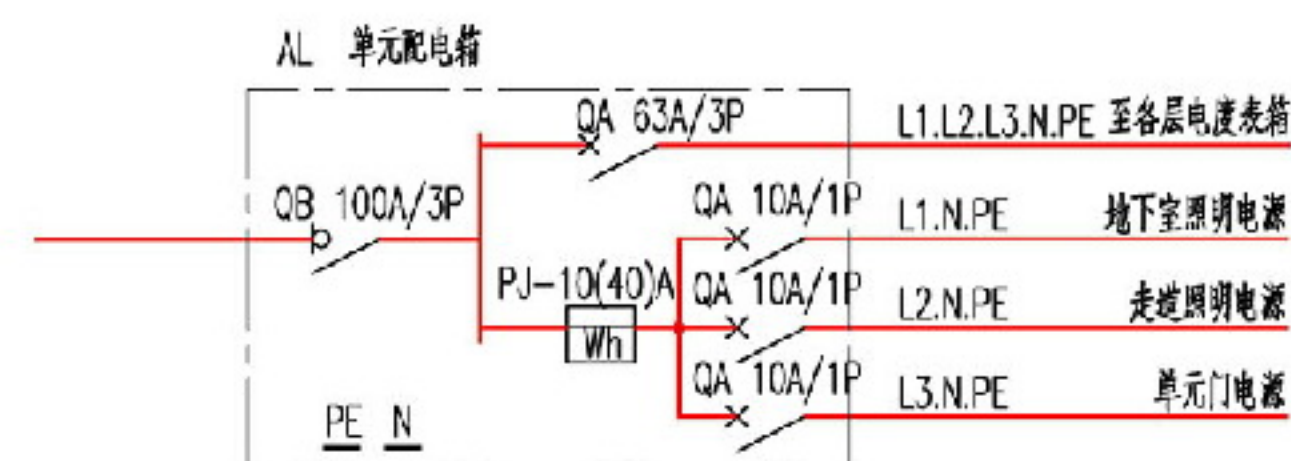 AL 单元配电箱
QA 63A/3P
L1.L2.L3.N.PE 至各层电度表箱
QB 100A/3P
QA 10A/1P
L1.N.PE 地下室照明电源
PJ-10(40)A
Wh
QA 10A/1P
L2.N.PE 走道照明电源
QA 10A/1P
L3.N.PE 单元门电源
PE N